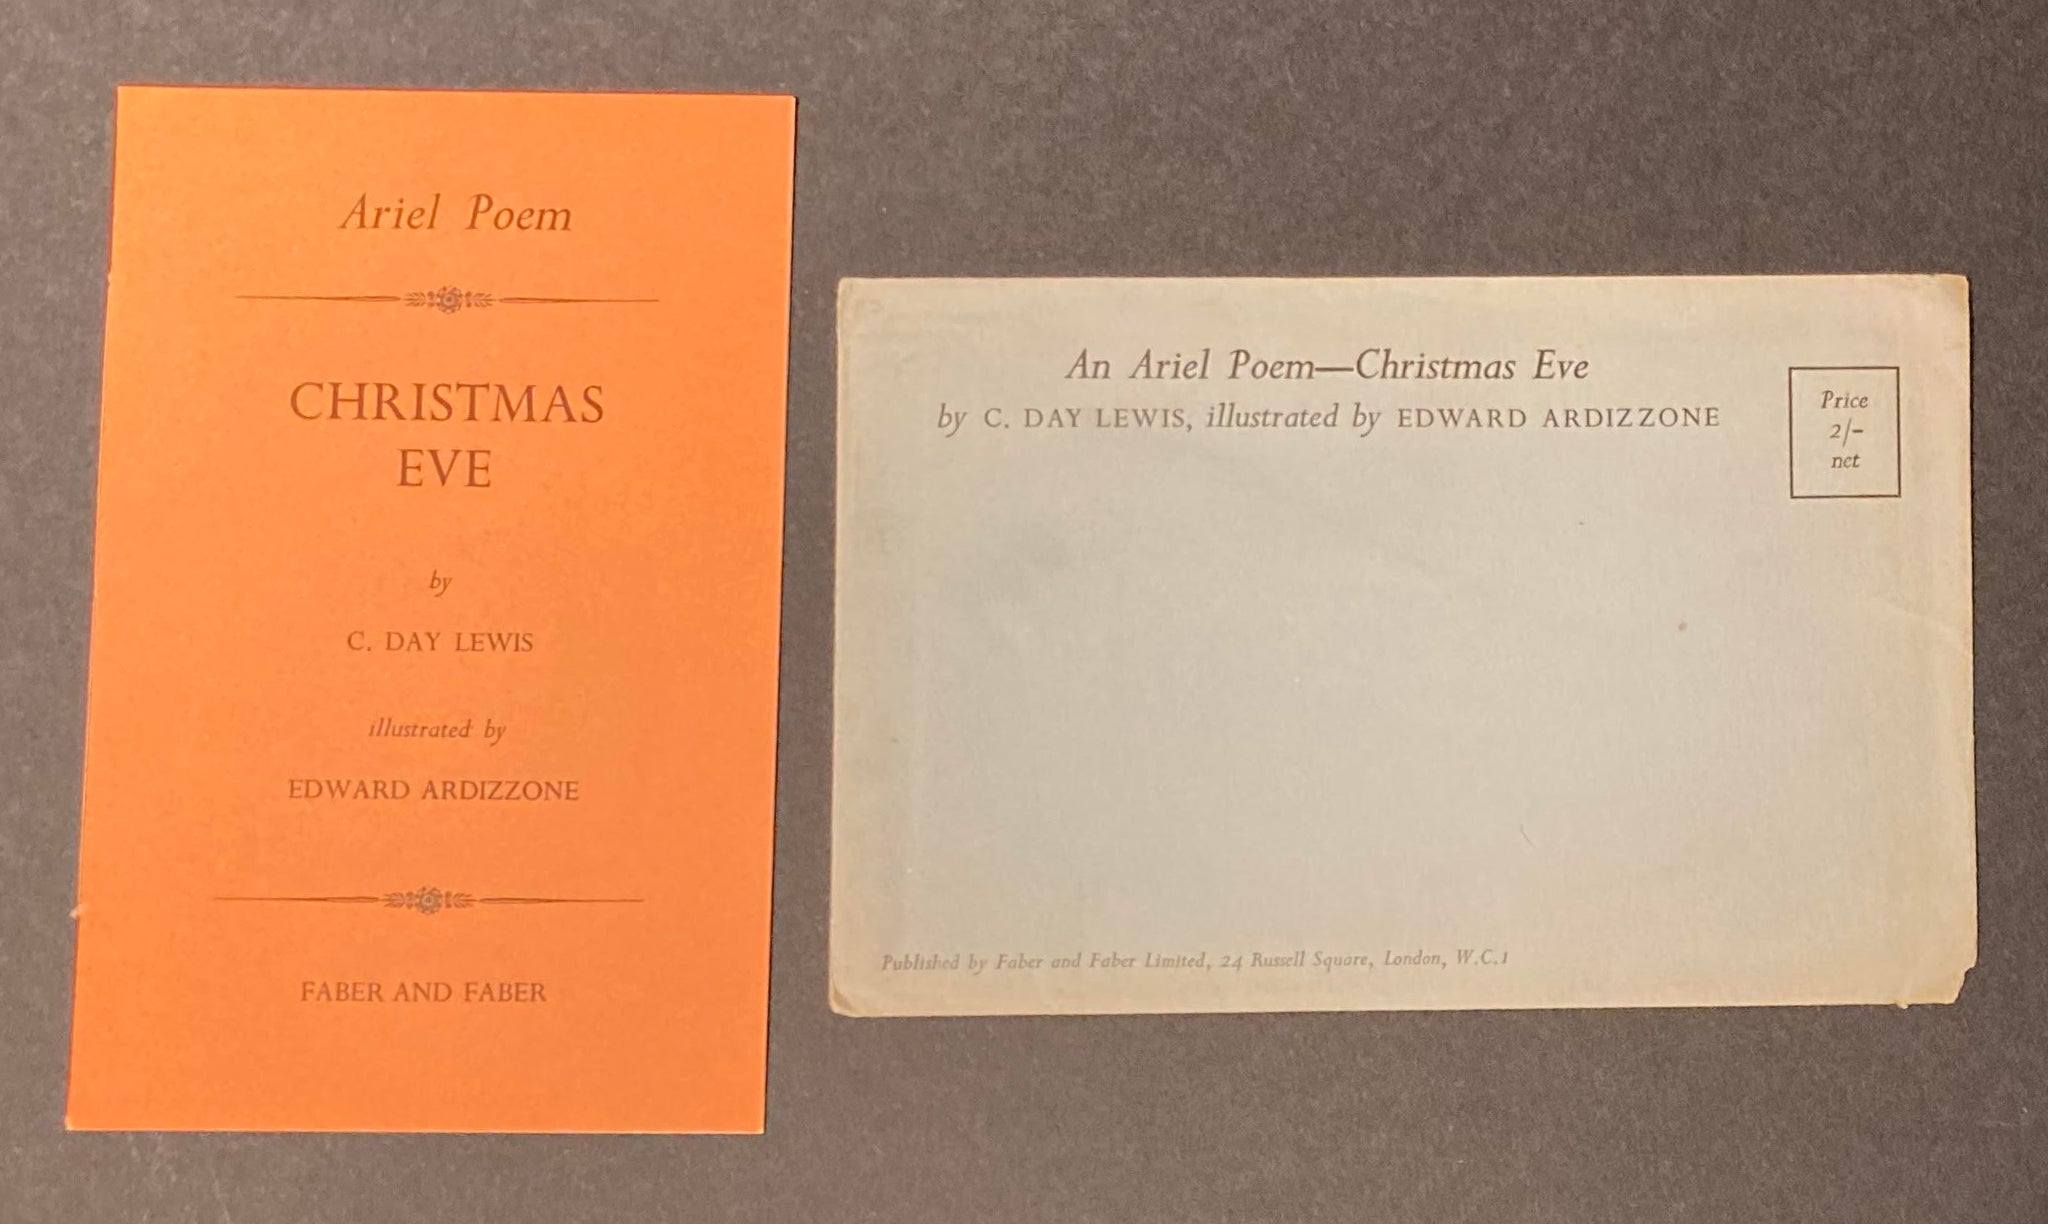 Ariel Poem
CHRISTMAS
EVE
by
C. DAY LEWIS
illustrated by
EDWARD ARDIZZONE
FABER AND FABER
An Ariel Poem—Christmas Eve
by C. DAY LEWIS, illustrated by EDWARD ARDIZZONE
Price
2/-
net
Published by Faber and Faber Limited, 24 Russell Square, London, W.C.1